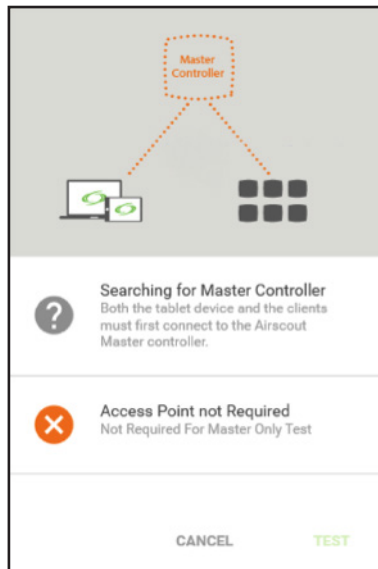 Master
Controller
Searching for Master Controller
Both the tablet device and the clients
must first connect to the Airscout
Master controller.
Access Point not Required
Not Required For Master Only Test
CANCEL TEST